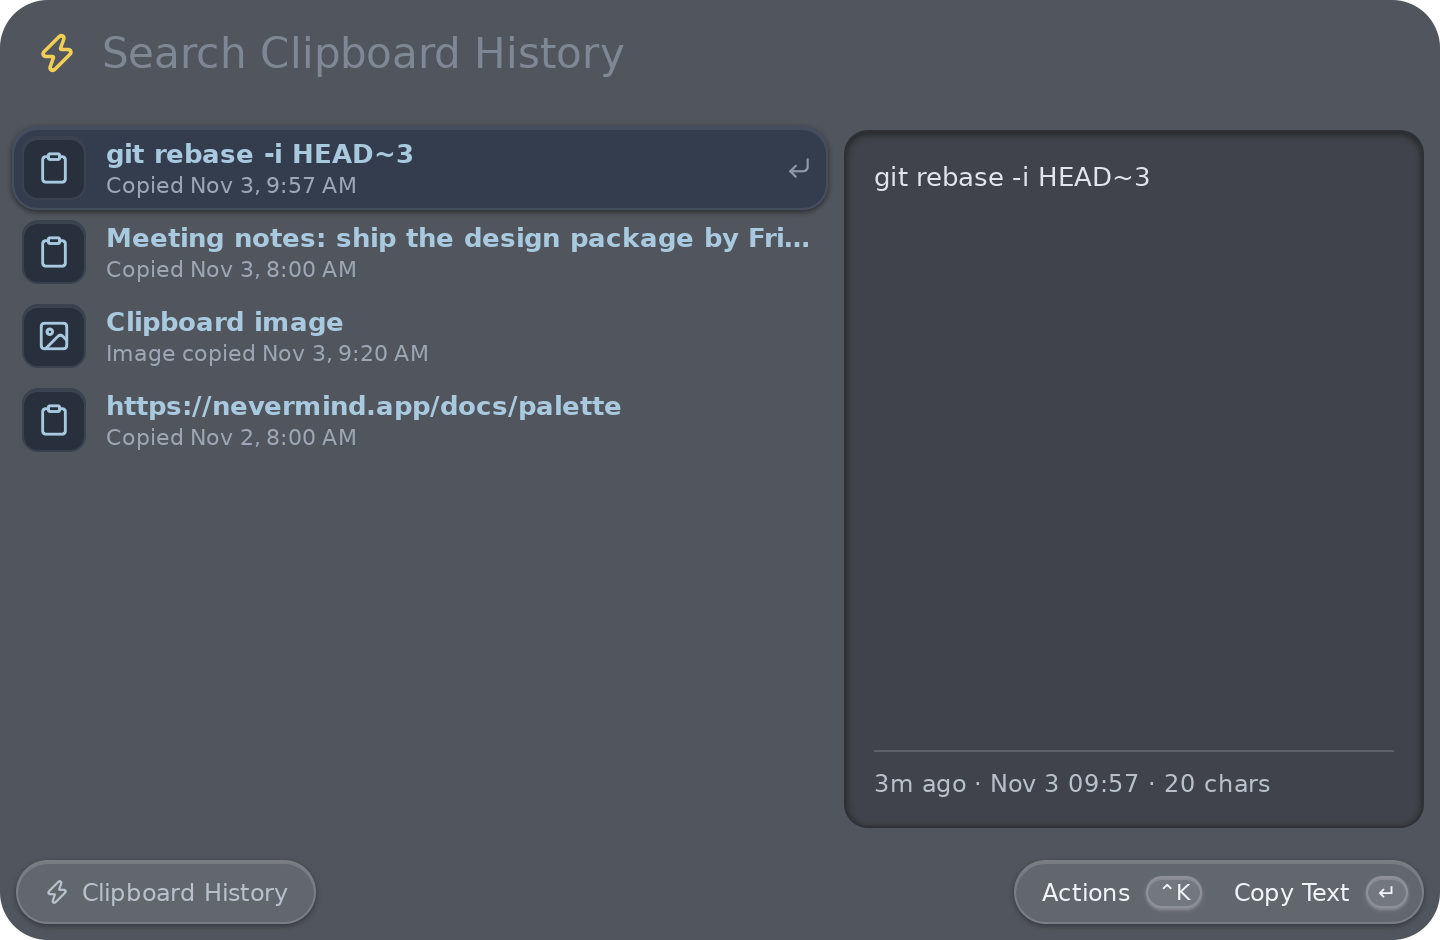 Search Clipboard History
git rebase -i HEAD~3
Copied Nov 3, 9:57 AM
Meeting notes: ship the design package by Fri…
Copied Nov 3, 8:00 AM
Clipboard image
Image copied Nov 3, 9:20 AM
https://nevermind.app/docs/palette
Copied Nov 2, 8:00 AM
git rebase -i HEAD~3
3m ago · Nov 3 09:57 · 20 chars
Clipboard History
Actions ^K Copy Text ↵